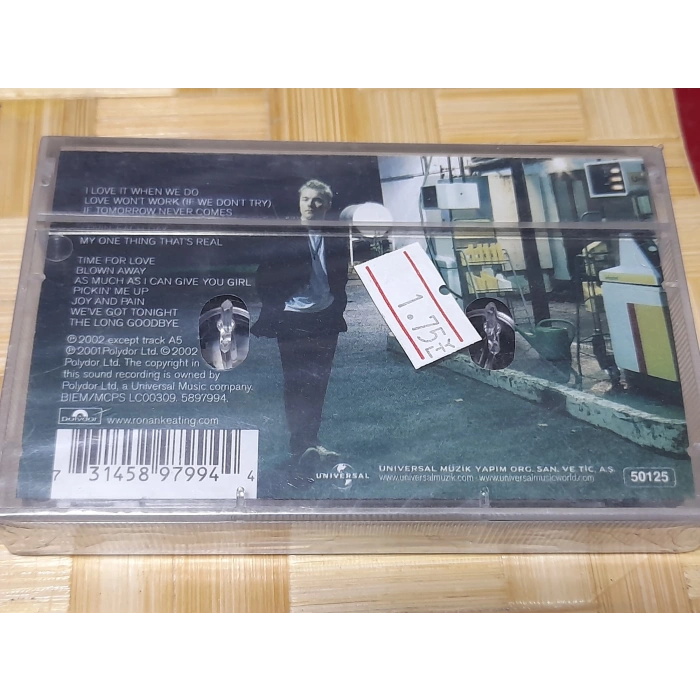 I LOVE IT WHEN WE DO
LOVE WON'T WORK (IF WE DON'T TRY)
IF TOMORROW NEVER COMES
MY ONE THING THAT'S REAL
TIME FOR LOVE
BLOWN AWAY
AS MUCH AS I CAN GIVE YOU GIRL
PICKIN' ME UP
JOY AND PAIN
WE'VE GOT TONIGHT
THE LONG GOODBYE
℗ 2002 except track A5
℗ 2001 Polydor Ltd. © 2002
Polydor Ltd. The copyright in
this sound recording is owned by
Polydor Ltd, a Universal Music company.
BIEM/MCPS LC00309. 5897994.
polydor www.ronankeating.com
7 31458 97994 4
UNIVERSAL
UNIVERSAL MÜZİK YAPIM ORG. SAN. VE TİC. A.Ş.
www.universalmuzik.com - www.universalmusicworld.com
50125
1.75